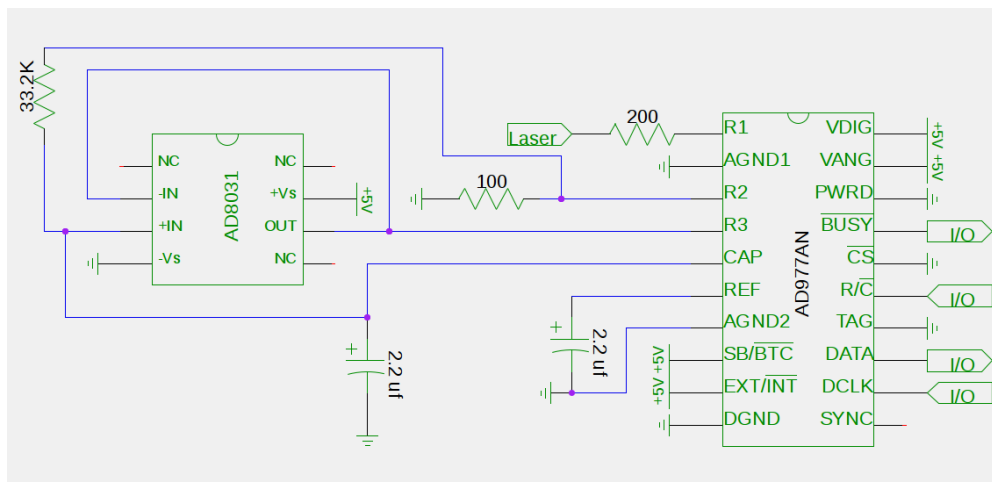 33.2K
AD8031
NC
-IN
+IN
-Vs
NC
+Vs
OUT
NC
+5V
2.2 uf
Laser
200
100
2.2 uf
+5V +5V
AD977AN
R1
AGND1
R2
R3
CAP
REF
AGND2
SB/BTC
EXT/INT
DGND
VDIG
VANG
PWRD
BUSY
CS
R/C
TAG
DATA
DCLK
SYNC
+5V +5V
I/O
I/O
I/O
I/O